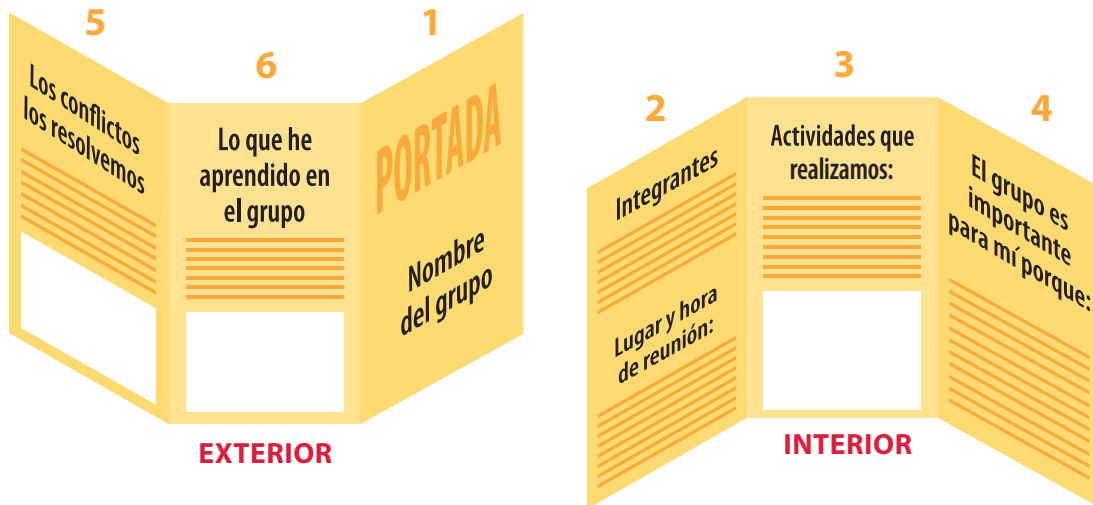 5
Los conflictos
los resolvemos
6
Lo que he
aprendido en
el grupo
1
PORTADA
Nombre
del grupo
EXTERIOR
2
Integrantes
Lugar y hora
de reunión:
3
Actividades que
realizamos:
4
El grupo es
importante
para mí porque:
INTERIOR